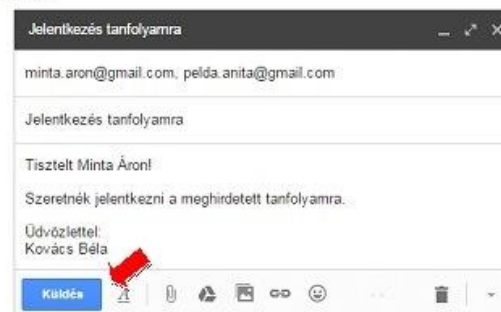 Jelentkezés tanfolyamra
minta.aron@gmail.com, pelda.anita@gmail.com
Jelentkezés tanfolyamra
Tisztelt Minta Áron!
Szeretnék jelentkezni a meghirdetett tanfolyamra.
Üdvözlettel:
Kovács Béla
Küldés